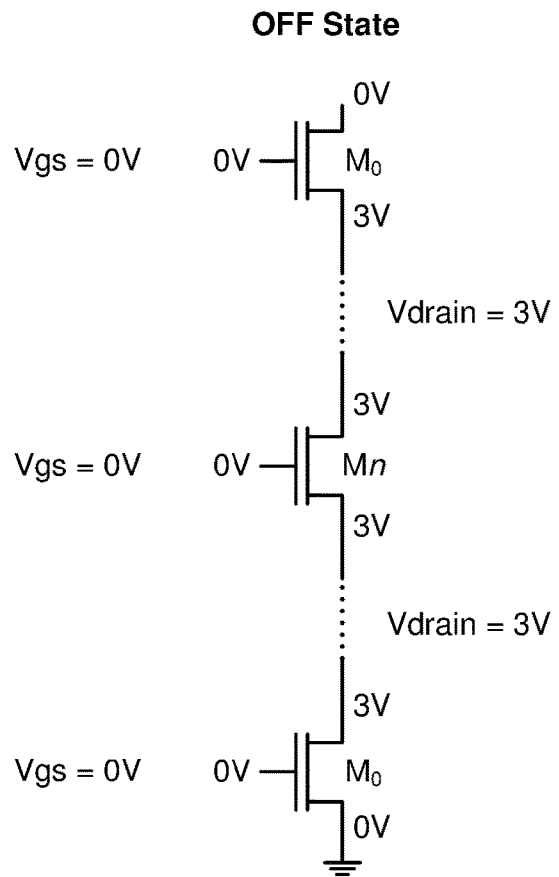 OFF State
0V
Vgs = 0V 0V M₀
3V
Vdrain = 3V
3V
Vgs = 0V 0V Mn
3V
Vdrain = 3V
3V
Vgs = 0V 0V M₀
0V